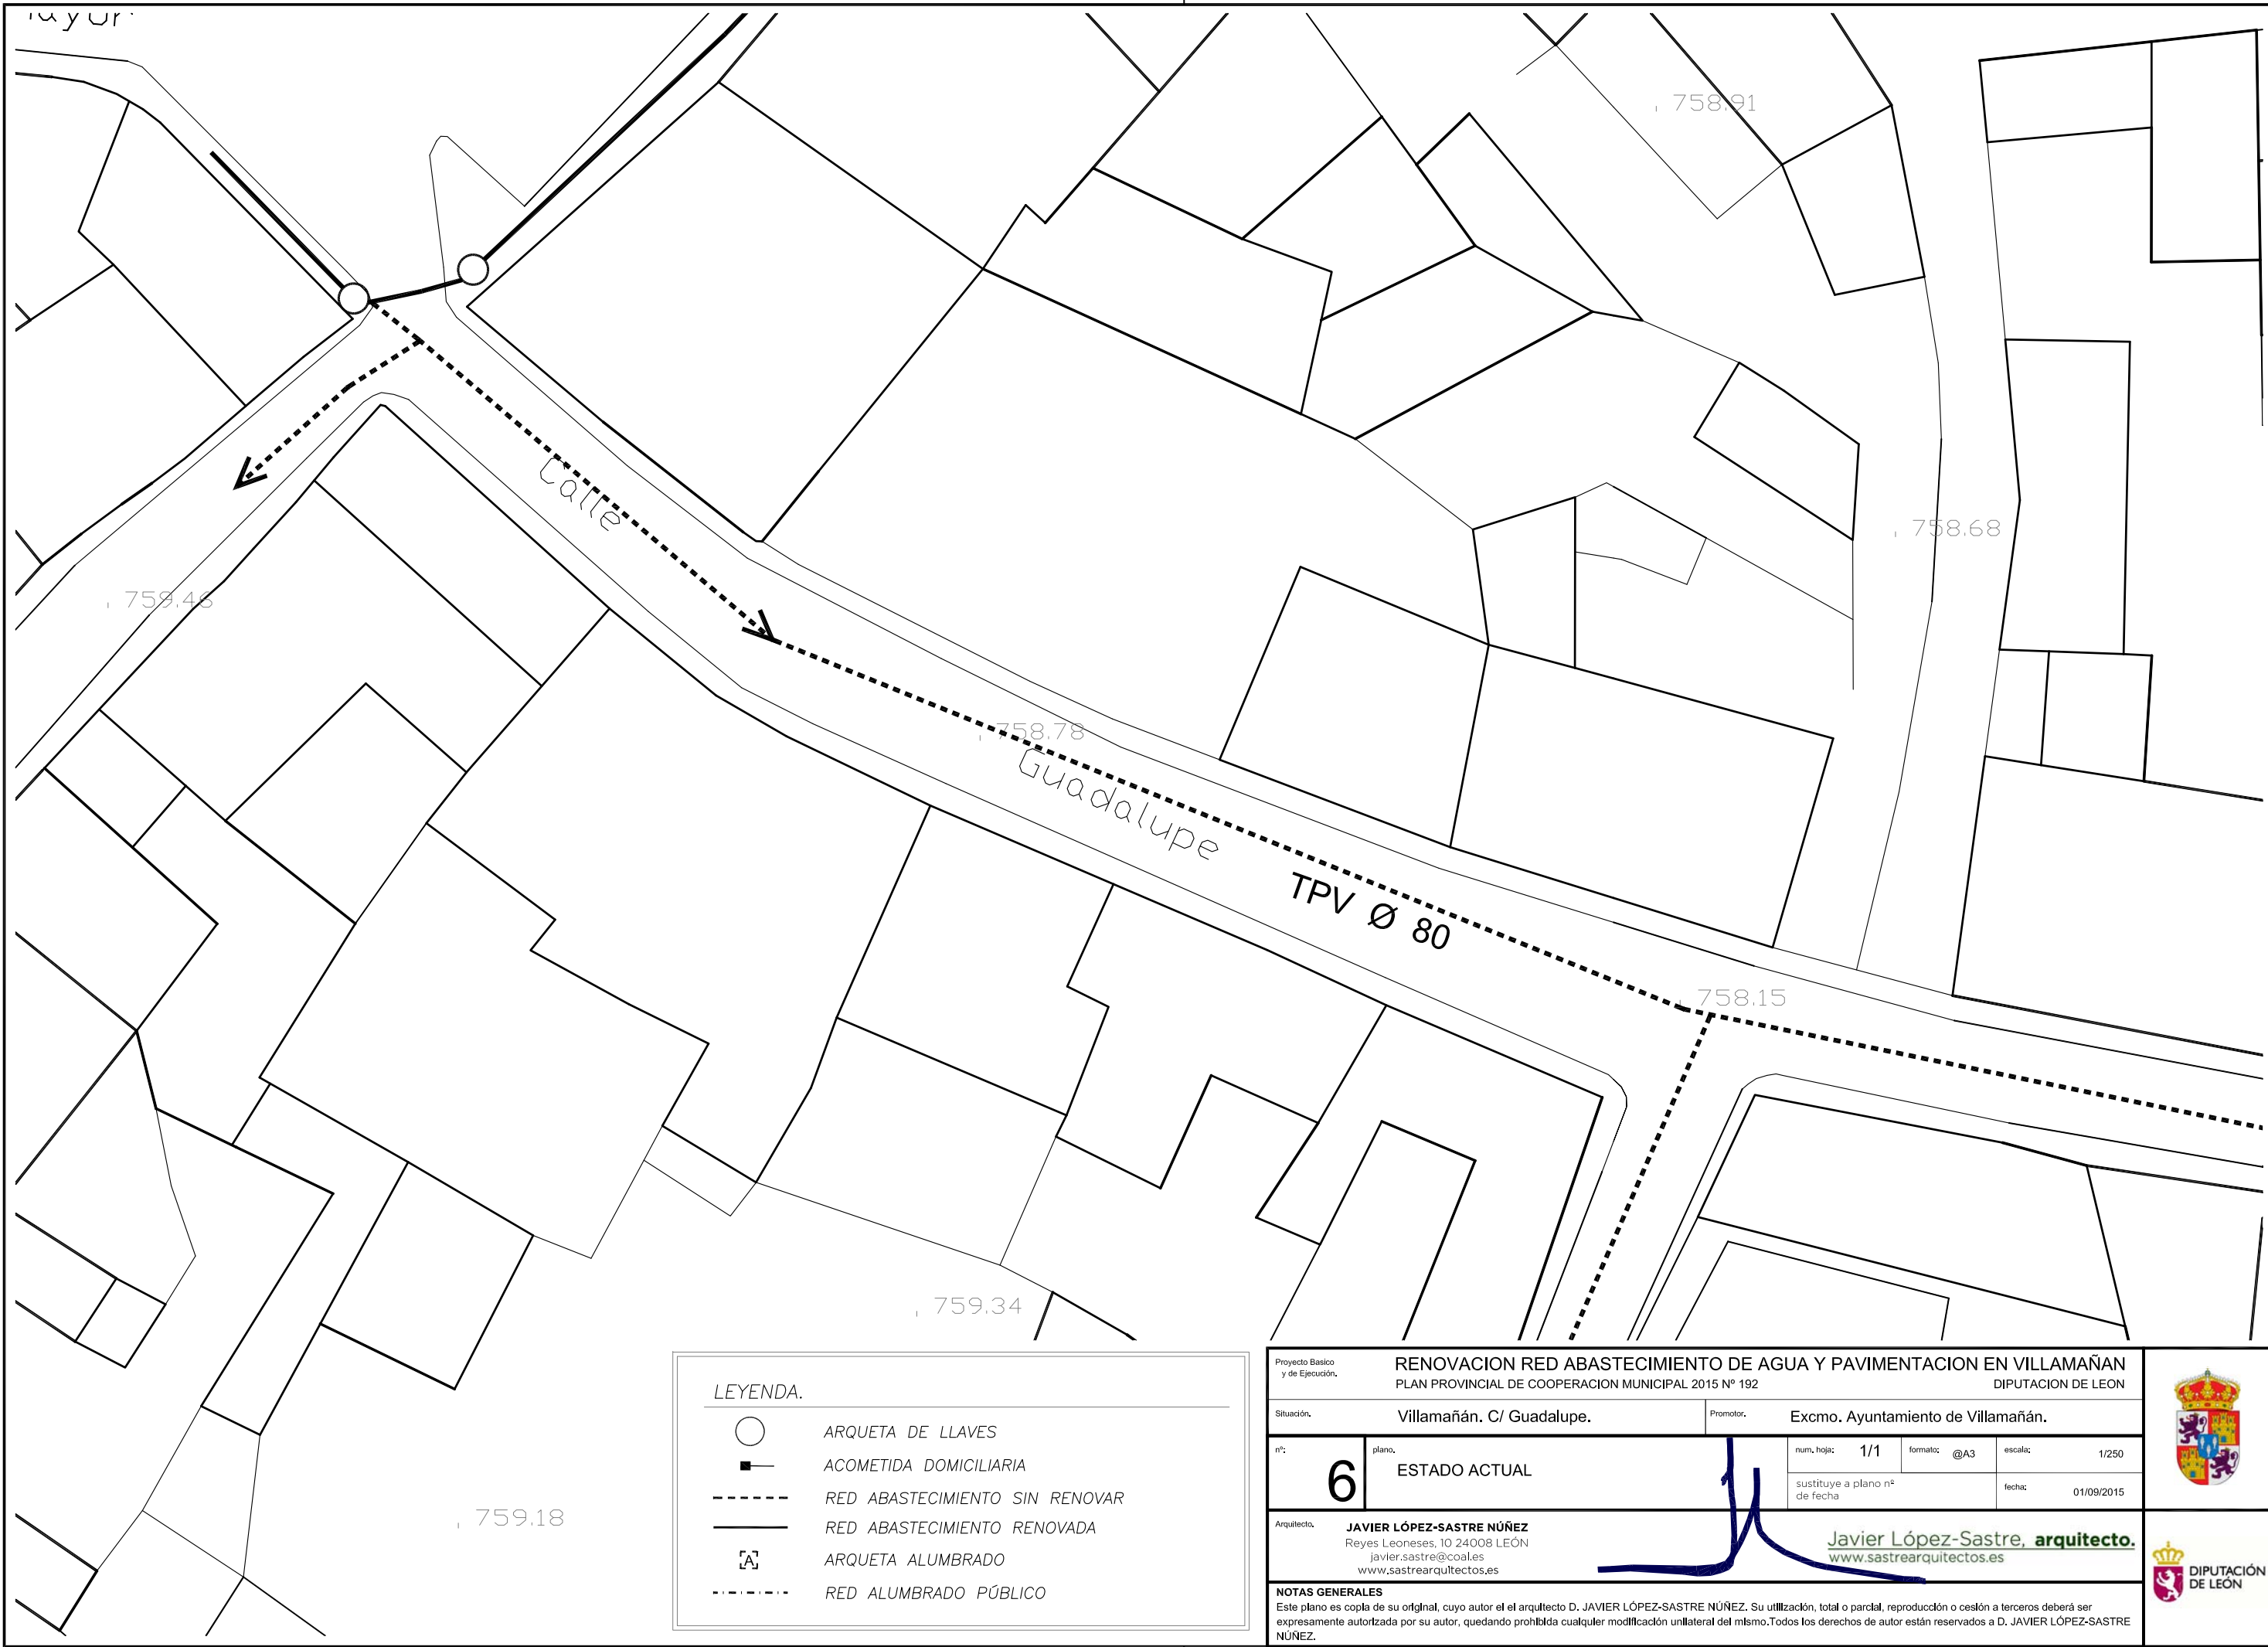 758.91
758.68
Calle
759.46
758.78
Guadalupe
TPV Ø 80
758.15
759.34
759.18
LEYENDA.
ARQUETA DE LLAVES
ACOMETIDA DOMICILIARIA
RED ABASTECIMIENTO SIN RENOVAR
RED ABASTECIMIENTO RENOVADA
A ARQUETA ALUMBRADO
RED ALUMBRADO PÚBLICO
Proyecto Basico
y de Ejecución.
RENOVACION RED ABASTECIMIENTO DE AGUA Y PAVIMENTACION EN VILLAMAÑAN
PLAN PROVINCIAL DE COOPERACION MUNICIPAL 2015 Nº 192 DIPUTACION DE LEON
Situación. Villamañán. C/ Guadalupe. Promotor. Excmo. Ayuntamiento de Villamañán.
nº: 6 plano. ESTADO ACTUAL
num. hoja: 1/1 formato: @A3 escala: 1/250
sustituye a plano nº
de fecha
fecha: 01/09/2015
Arquitecto. JAVIER LÓPEZ-SASTRE NÚÑEZ
Reyes Leoneses, 10 24008 LEÓN
javier.sastre@coal.es
www.sastrearquitectos.es
Javier López-Sastre, arquitecto.
www.sastrearquitectos.es
DIPUTACIÓN
DE LEÓN
NOTAS GENERALES
Este plano es copia de su original, cuyo autor el el arquitecto D. JAVIER LÓPEZ-SASTRE NÚÑEZ. Su utilización, total o parcial, reproducción o cesión a terceros deberá ser
expresamente autorizada por su autor, quedando prohibida cualquier modificación unilateral del mismo.Todos los derechos de autor están reservados a D. JAVIER LÓPEZ-SASTRE
NÚÑEZ.